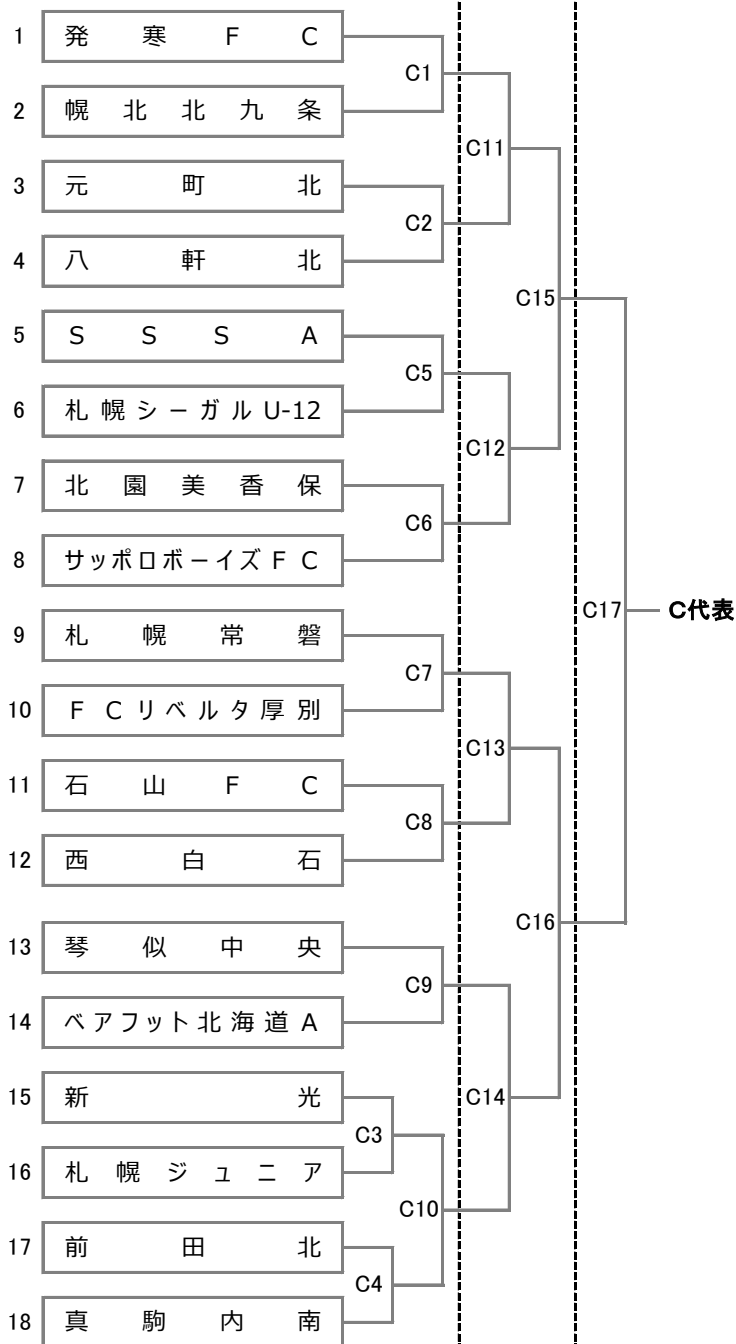 1 発寒FC
C1
2 幌北北九条
C11
3 元町北
C2
4 八軒北
C15
5 SSSA
C5
6 札幌シーガルU-12
C12
7 北園美香保
C6
8 サッポロボーイズFC
C17 C代表
9 札幌常磐
C7
10 FCリベルタ厚別
C13
11 石山FC
C8
12 西白石
C16
13 琴似中央
C9
14 ベアフット北海道A
15 新光
C14
C3
16 札幌ジュニア
C10
17 前田北
C4
18 真駒内南